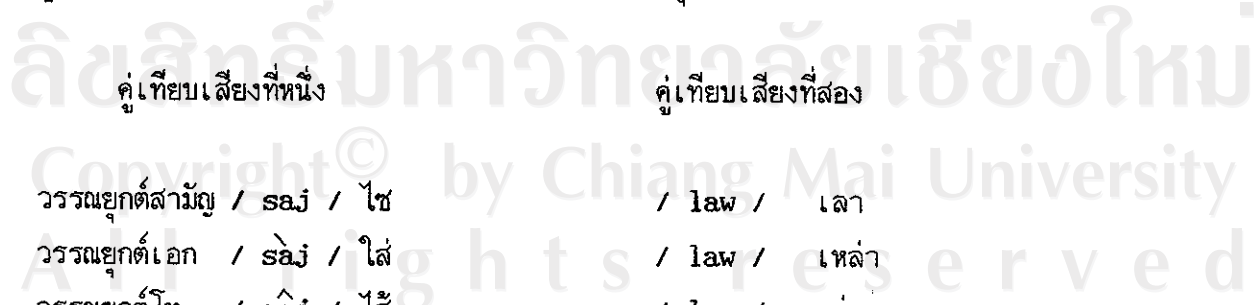 ลิขสิทธิ์มหาวิทยาลัยเชียงใหม่
คู่เทียบเสียงที่หนึ่ง คู่เทียบเสียงที่สอง
Copyright© by Chiang Mai University
วรรณยุกต์สามัญ / saj / ไซ / law / เลา
วรรณยุกต์เอก / sàj / ใส่ / law / เหล่า
All rights reserved